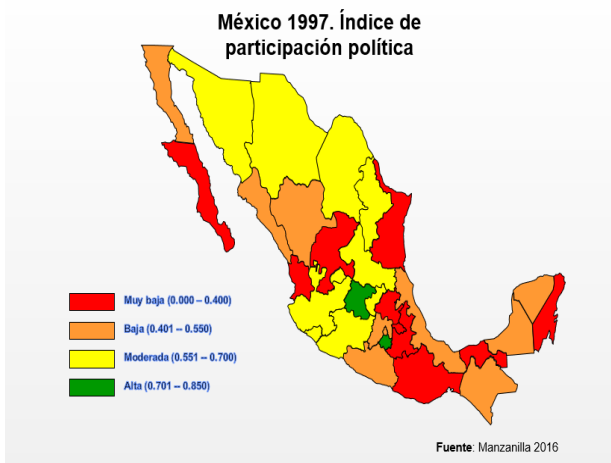 México 1997. Índice de
participación política
Muy baja (0.000 – 0.400)
Baja (0.401 – 0.550)
Moderada (0.551 – 0.700)
Alta (0.701 – 0.850)
Fuente: Manzanilla 2016